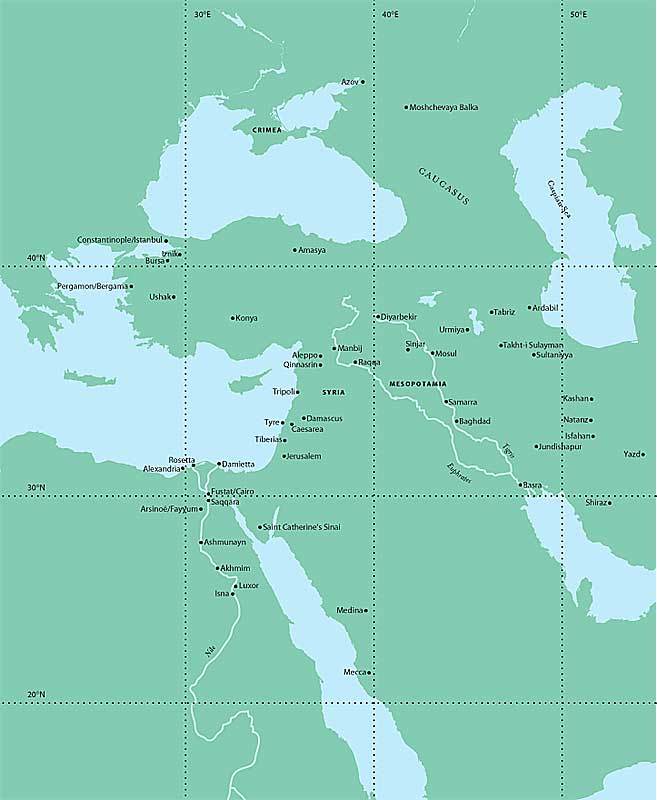 30°E
40°E
50°E
Azov
Moshchevaya Balka
CRIMEA
CAUCASUS
Caspian Sea
Constantinople/Istanbul
Iznik
Bursa
Amasya
40°N
Pergamon/Bergama
Ushak
Konya
Diyarbekir
Tabriz
Ardabil
Urmiya
Sinjar
Mosul
Takht-i Sulayman
Sultaniyya
Manbij
Aleppo
Qinnasrin
Raqqa
MESOPOTAMIA
Tripoli
SYRIA
Samarra
Kashan
Tyre
Damascus
Caesarea
Baghdad
Natanz
Tiberias
Isfahan
Jundishapur
Tigris
Yazd
Jerusalem
Rosetta
Alexandria
Damietta
Euphrates
Basra
30°N
Fustat/Cairo
Saqqara
Arsinoë/Fayyum
Shiraz
Saint Catherine's Sinai
Ashmunayn
Akhmim
Luxor
Isna
Medina
Nile
Mecca
20°N